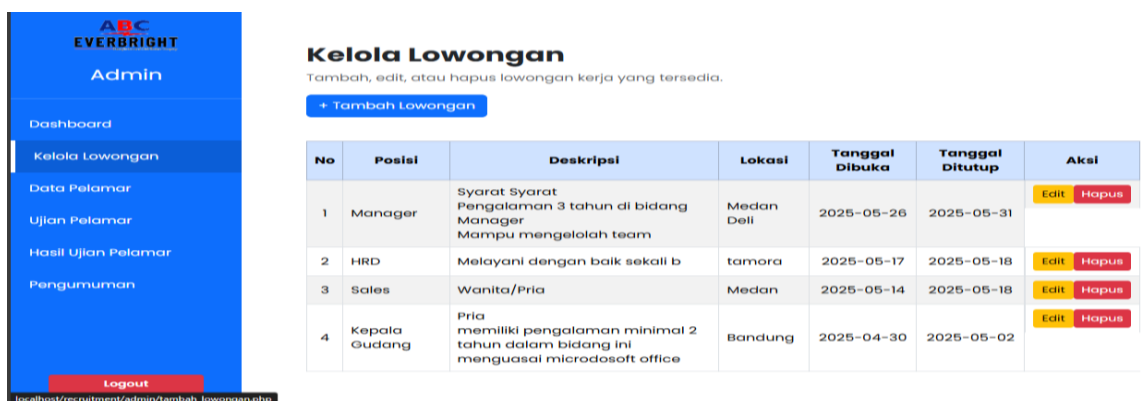 ABC
EVERBRIGHT
Admin
Dashboard
Kelola Lowongan
Data Pelamar
Ujian Pelamar
Hasil Ujian Pelamar
Pengumuman
Logout
localhost/recruitment/admin/tambah_lowongan.php
Kelola Lowongan
Tambah, edit, atau hapus lowongan kerja yang tersedia.
+ Tambah Lowongan
No Posisi Deskripsi Lokasi Tanggal Dibuka Tanggal Ditutup Aksi
1 Manager
Syarat Syarat
Pengalaman 3 tahun di bidang
Manager
Mampu mengelolah team
Medan
Deli
2025-05-26 2025-05-31 Edit Hapus
2 HRD Melayani dengan baik sekali b tamora 2025-05-17 2025-05-18 Edit Hapus
3 Sales Wanita/Pria Medan 2025-05-14 2025-05-18 Edit Hapus
4 Kepala
Gudang
Pria
memiliki pengalaman minimal 2
tahun dalam bidang ini
menguasai microdosoft office
Bandung 2025-04-30 2025-05-02 Edit Hapus